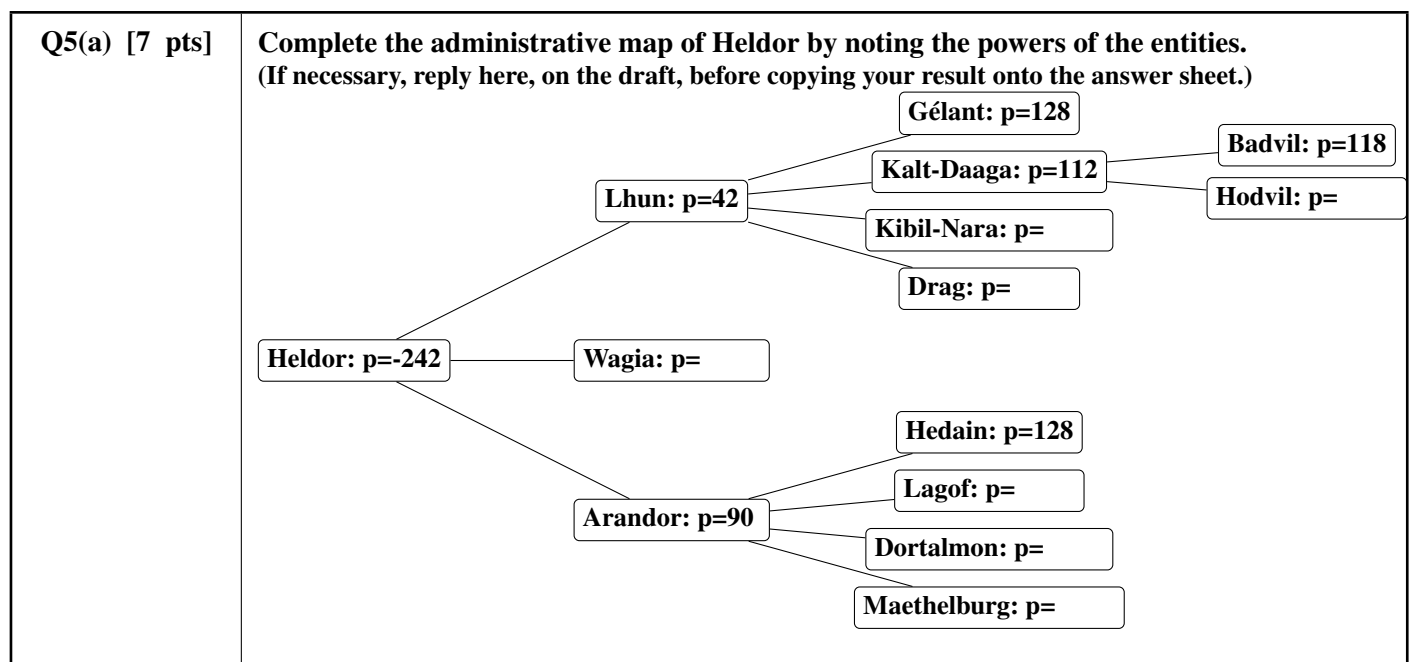 Q5(a) [7 pts]
Complete the administrative map of Heldor by noting the powers of the entities.
(If necessary, reply here, on the draft, before copying your result onto the answer sheet.)
Gélant: p=128
Badvil: p=118
Kalt-Daaga: p=112
Lhun: p=42
Hodvil: p=
Kibil-Nara: p=
Drag: p=
Heldor: p=-242
Wagia: p=
Hedain: p=128
Lagof: p=
Arandor: p=90
Dortalmon: p=
Maethelburg: p=